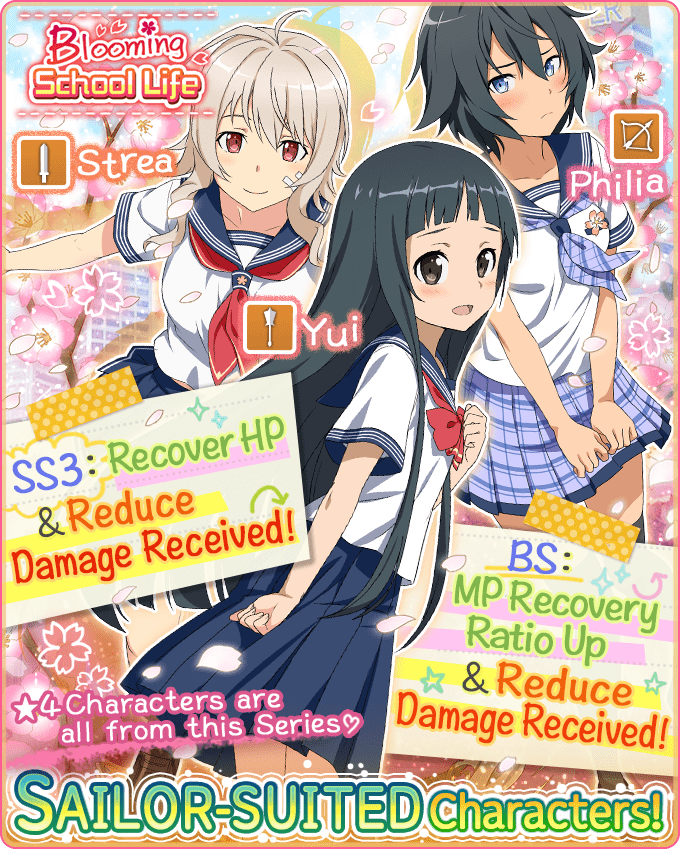 Blooming
School Life
Strea
Philia
Yui
SS3: Recover HP
& Reduce
Damage Received!
BS:
MP Recovery
Ratio Up
& Reduce
Damage Received!
★4 Characters are
all from this Series♡
SAILOR-SUITED Characters!